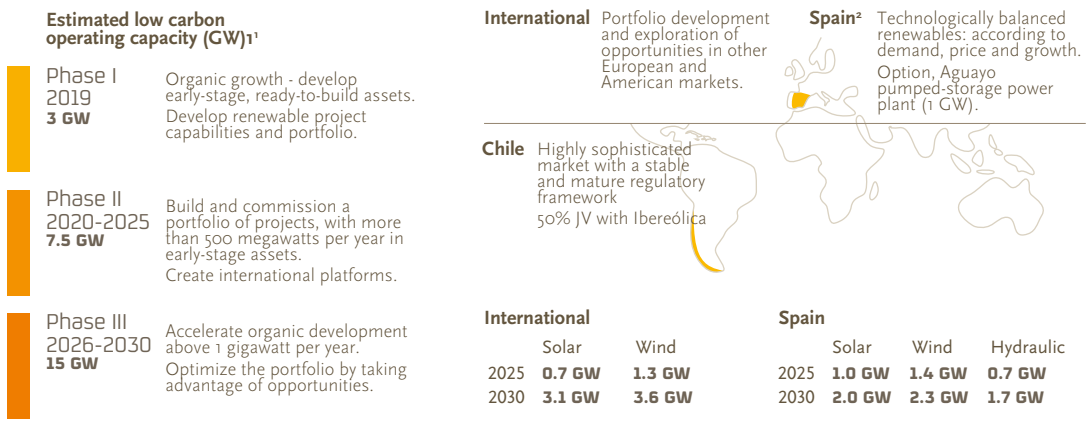 Estimated low carbon
operating capacity (GW)1¹
Phase I
2019
3 GW
Organic growth - develop
early-stage, ready-to-build assets.
Develop renewable project
capabilities and portfolio.
Phase II
2020-2025
7.5 GW
Build and commission a
portfolio of projects, with more
than 500 megawatts per year in
early-stage assets.
Create international platforms.
Phase III
2026-2030
15 GW
Accelerate organic development
above 1 gigawatt per year.
Optimize the portfolio by taking
advantage of opportunities.
International
Portfolio development
and exploration of
opportunities in other
European and
American markets.
Spain²
Technologically balanced
renewables: according to
demand, price and growth.
Option, Aguayo
pumped-storage power
plant (1 GW).
Chile
Highly sophisticated
market with a stable
and mature regulatory
framework
50% JV with Ibereólica
International
Solar Wind
2025 0.7 GW 1.3 GW
2030 3.1 GW 3.6 GW
Spain
Solar Wind Hydraulic
2025 1.0 GW 1.4 GW 0.7 GW
2030 2.0 GW 2.3 GW 1.7 GW